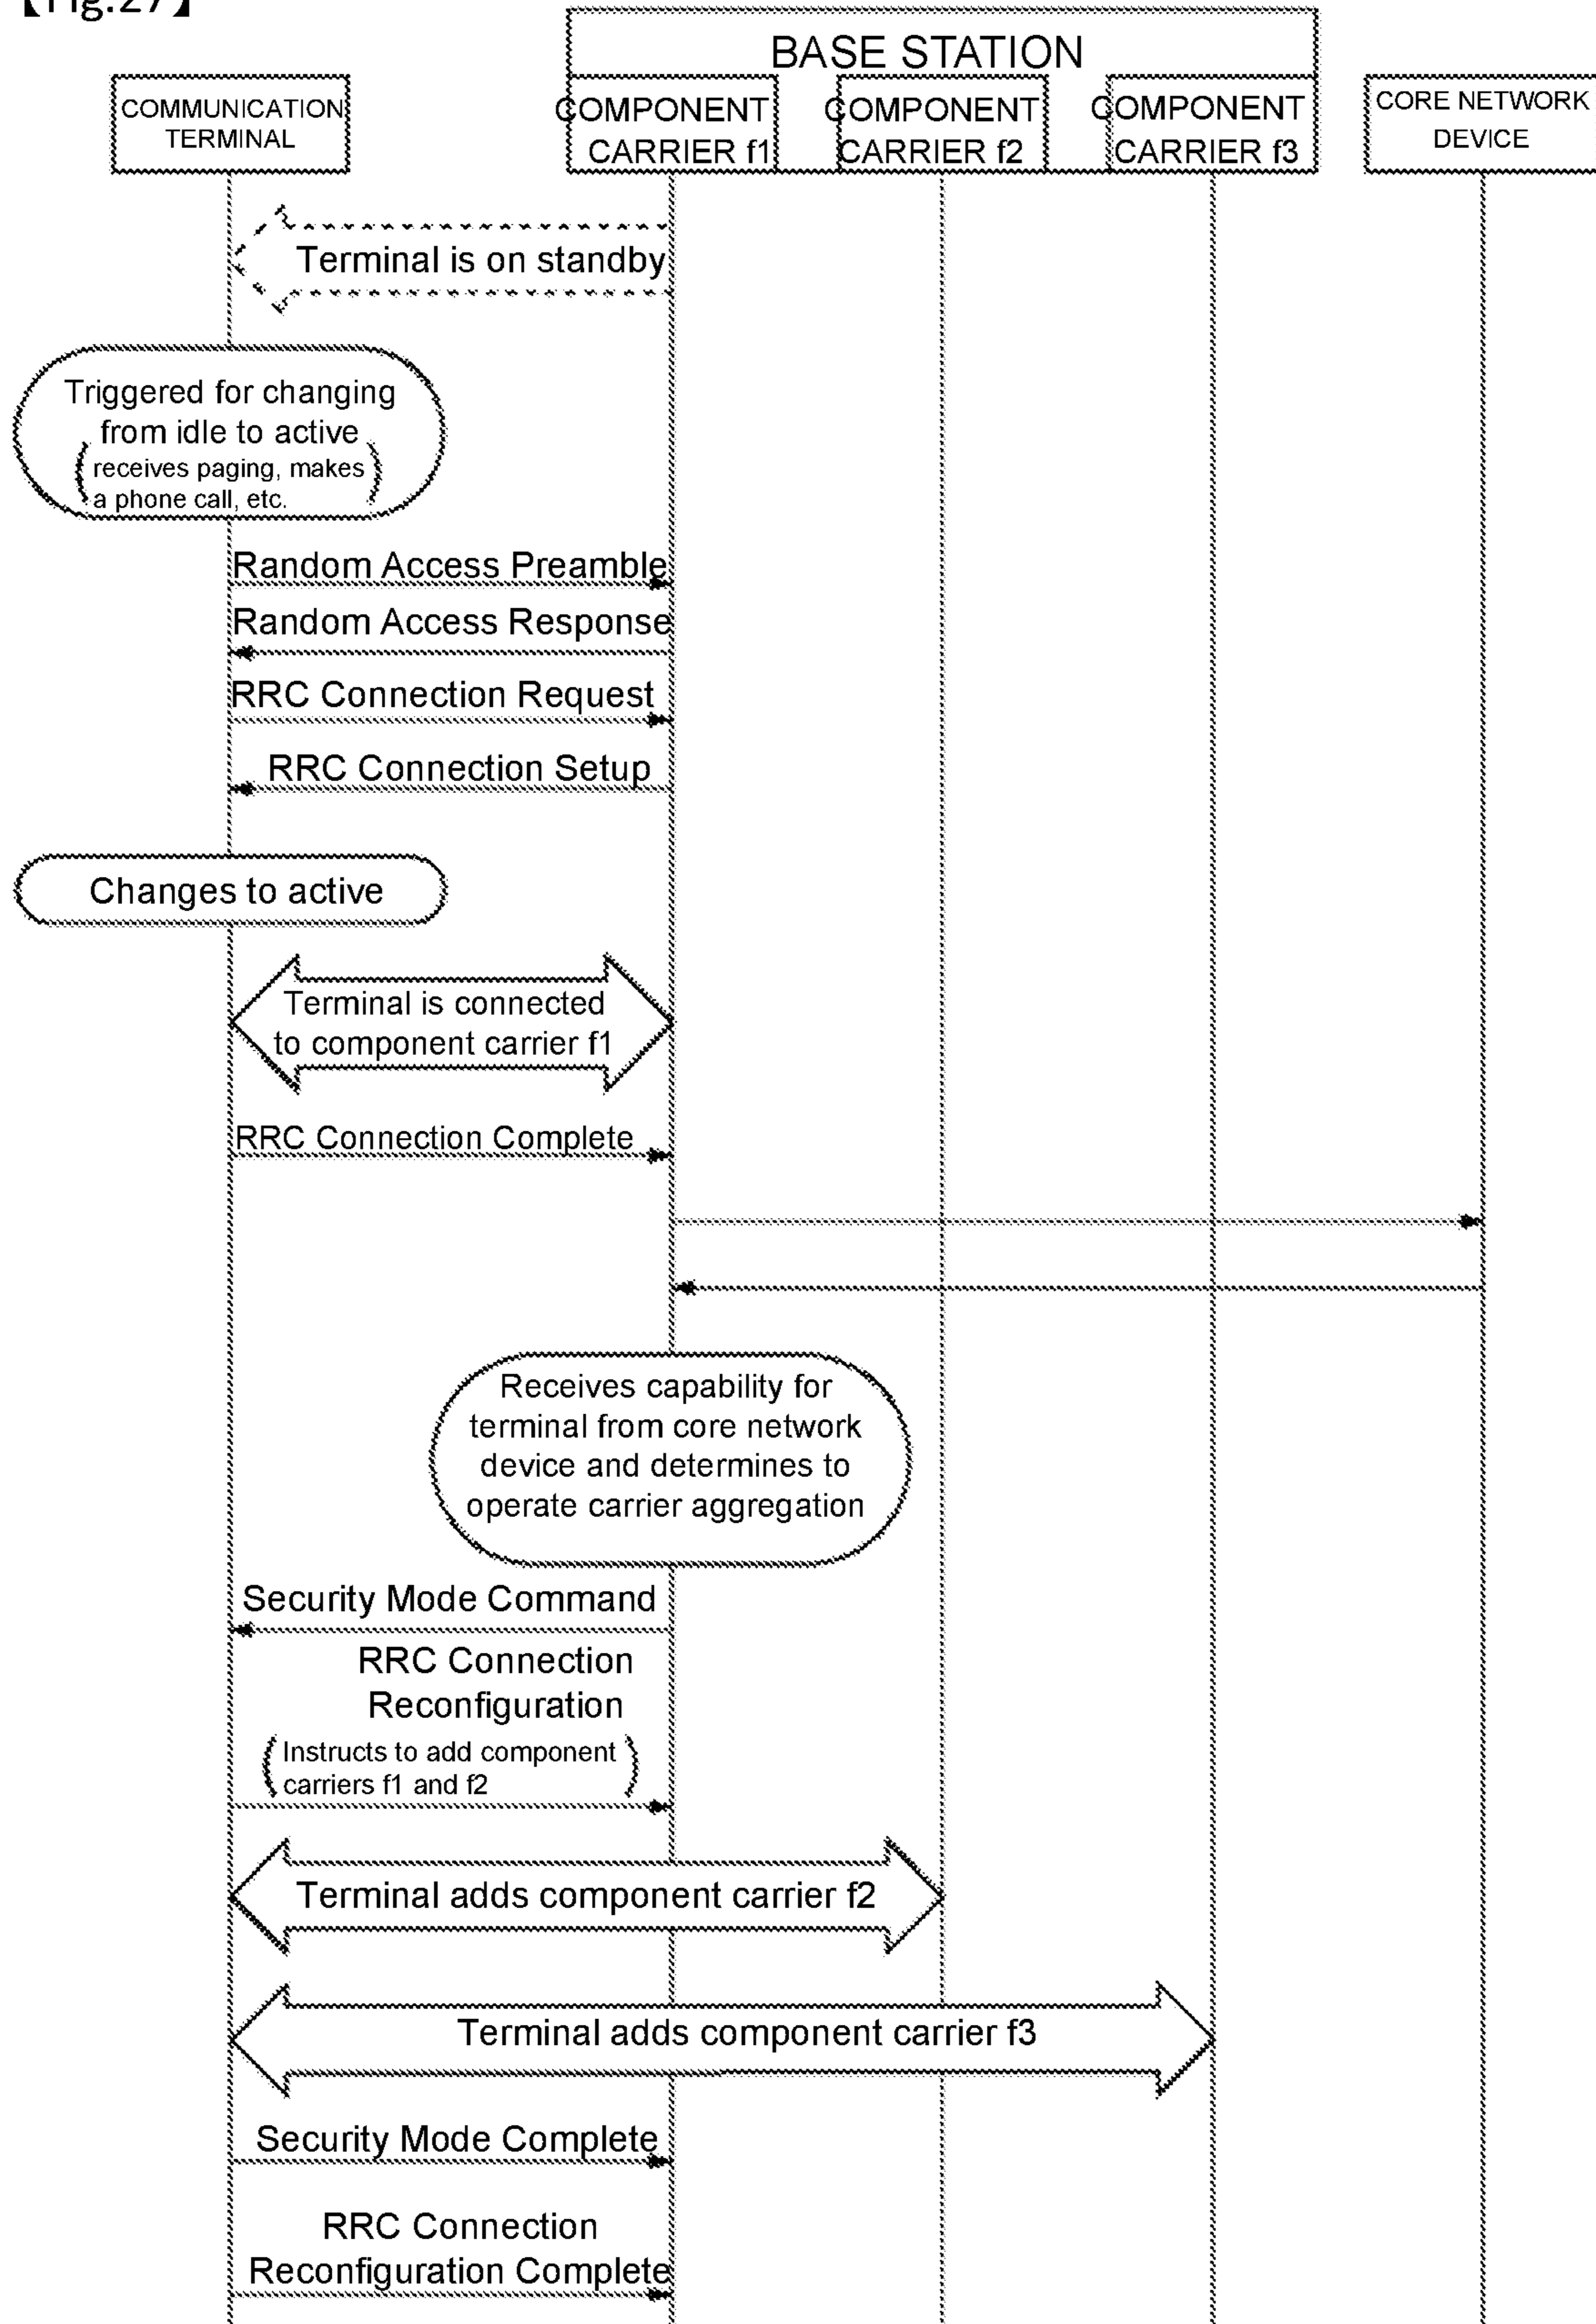 【Fig.27】
BASE STATION
COMMUNICATION
TERMINAL
COMPONENT
CARRIER f1
COMPONENT
CARRIER f2
COMPONENT
CARRIER f3
CORE NETWORK
DEVICE
Terminal is on standby
Triggered for changing
from idle to active
(receives paging, makes
a phone call, etc.)
Random Access Preamble
Random Access Response
RRC Connection Request
RRC Connection Setup
Changes to active
Terminal is connected
to component carrier f1
RRC Connection Complete
Receives capability for
terminal from core network
device and determines to
operate carrier aggregation
Security Mode Command
RRC Connection
Reconfiguration
(Instructs to add component
carriers f1 and f2)
Terminal adds component carrier f2
Terminal adds component carrier f3
Security Mode Complete
RRC Connection
Reconfiguration Complete